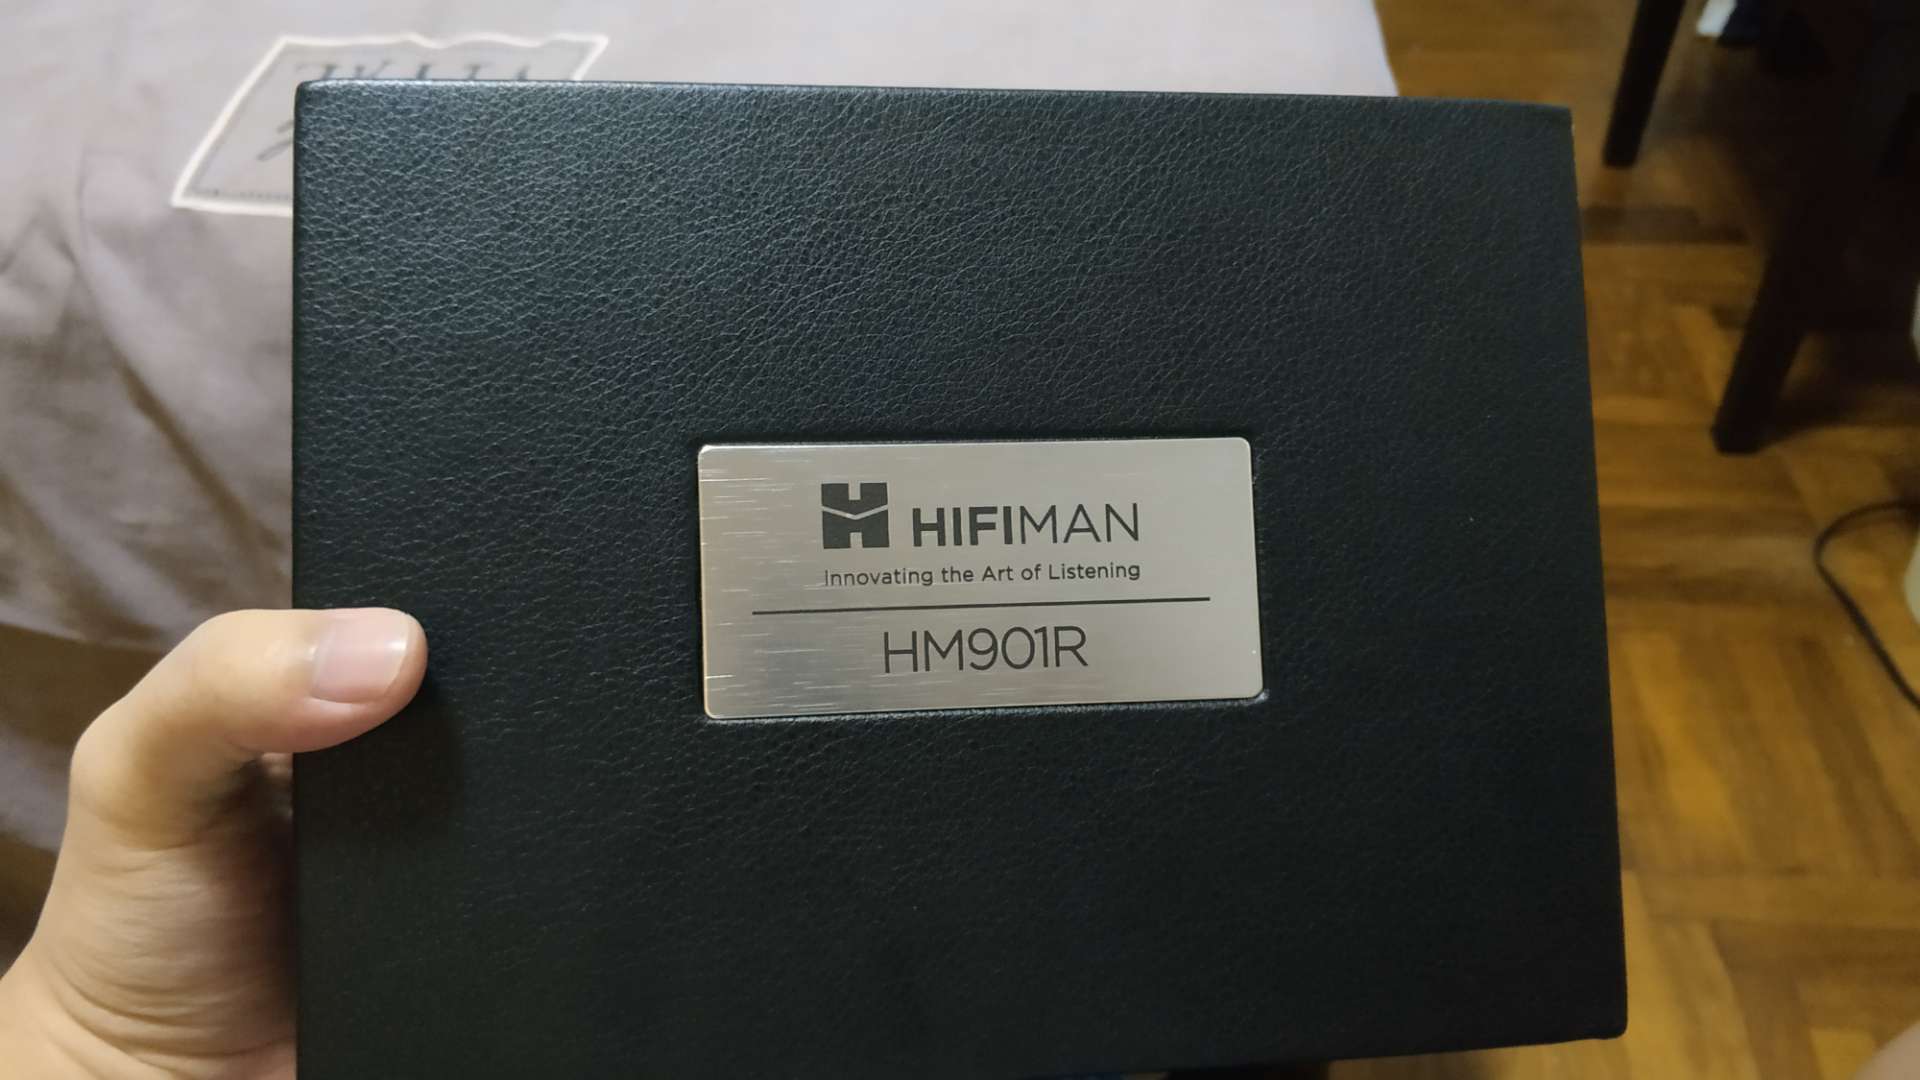 HIFIMAN
Innovating the Art of Listening
HM901R